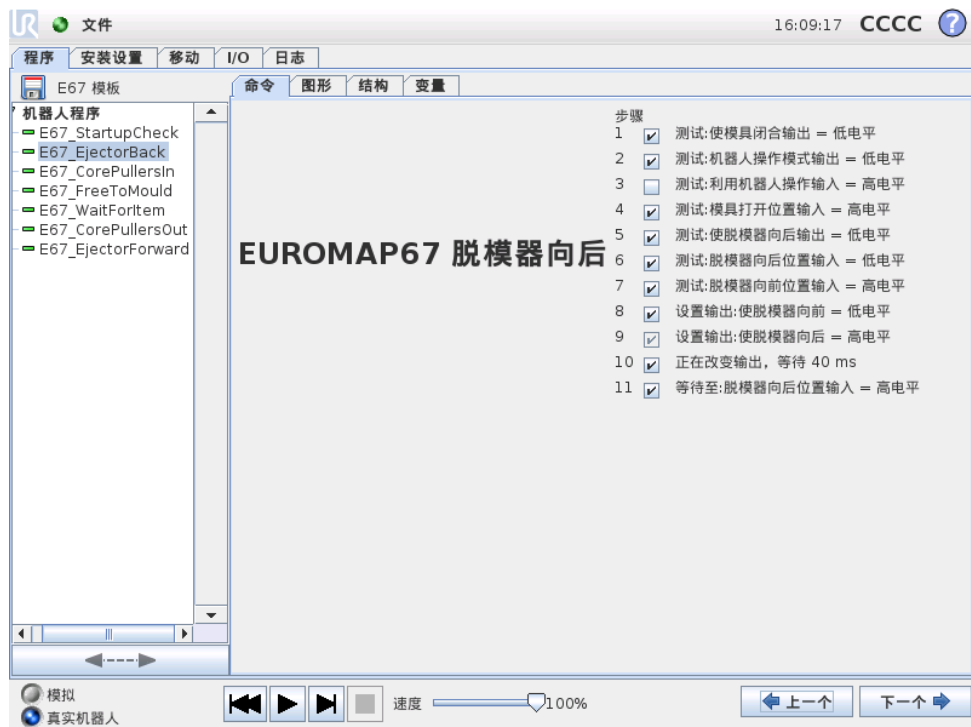 UR 文件 16:09:17 CCCC ?
程序 安装设置 移动 I/O 日志
E67 模板
命令 图形 结构 变量
机器人程序
E67_StartupCheck
E67_EjectorBack
E67_CorePullersIn
E67_FreeToMould
E67_WaitForItem
E67_CorePullersOut
E67_EjectorForward
EUROMAP67 脱模器向后
步骤
1 测试:使模具闭合输出 = 低电平
2 测试:机器人操作模式输出 = 低电平
3 测试:利用机器人操作输入 = 高电平
4 测试:模具打开位置输入 = 高电平
5 测试:使脱模器向后输出 = 低电平
6 测试:脱模器向后位置输入 = 低电平
7 测试:脱模器向前位置输入 = 高电平
8 设置输出:使脱模器向前 = 低电平
9 设置输出:使脱模器向后 = 高电平
10 正在改变输出，等待 40 ms
11 等待至:脱模器向后位置输入 = 高电平
模拟
真实机器人
速度 100%
上一个 下一个